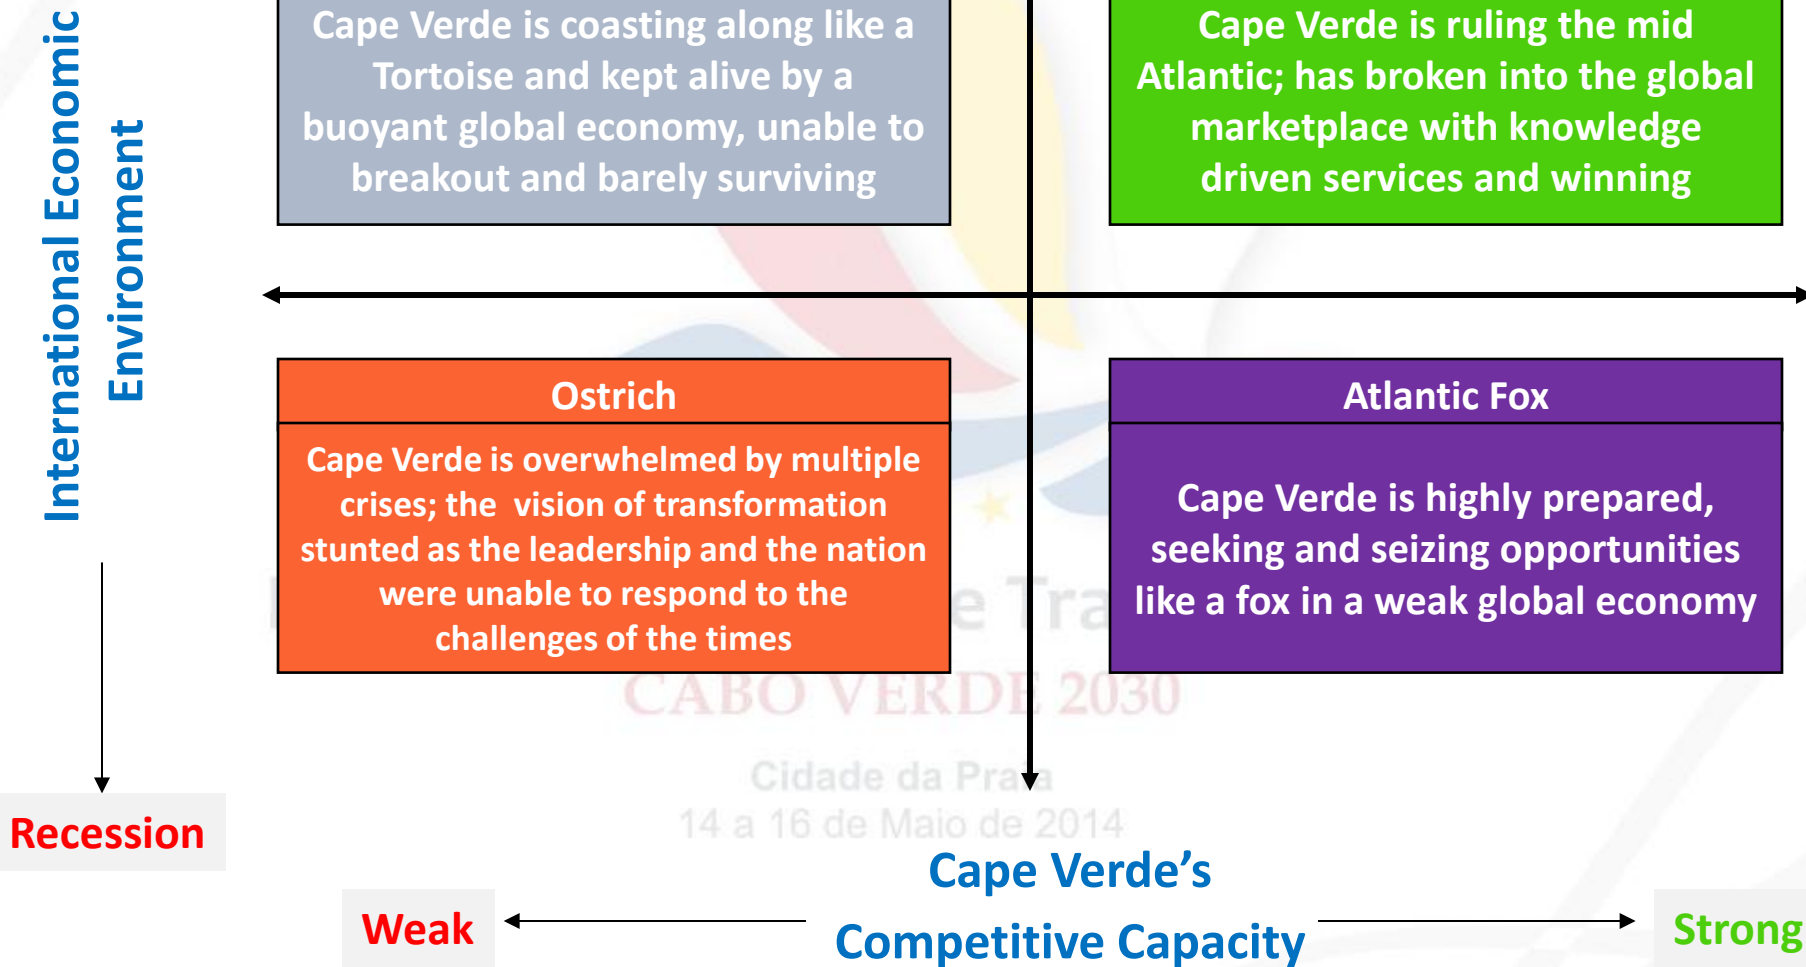 International Economic
Environment
Cape Verde is coasting along like a
Tortoise and kept alive by a
buoyant global economy, unable to
breakout and barely surviving
Cape Verde is ruling the mid
Atlantic; has broken into the global
marketplace with knowledge
driven services and winning
Ostrich
Cape Verde is overwhelmed by multiple
crises; the vision of transformation
stunted as the leadership and the nation
were unable to respond to the
challenges of the times
Atlantic Fox
Cape Verde is highly prepared,
seeking and seizing opportunities
like a fox in a weak global economy
CABO VERDE 2030
Cidade da Praia
14 a 16 de Maio de 2014
Recession
Weak
Cape Verde’s
Competitive Capacity
Strong